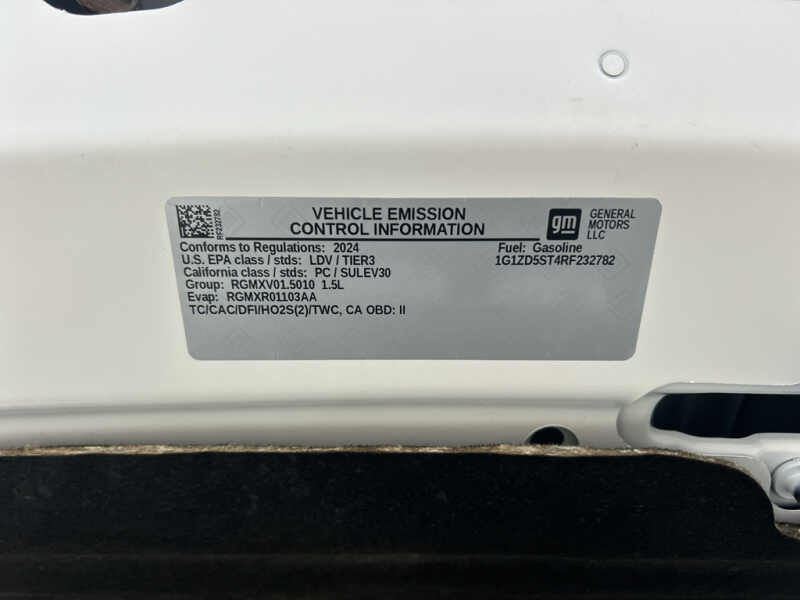 RF232782
VEHICLE EMISSION
CONTROL INFORMATION
gm
GENERAL
MOTORS
LLC
Conforms to Regulations: 2024
Fuel: Gasoline
U.S. EPA class / stds: LDV / TIER3
1G1ZD5ST4RF232782
California class / stds: PC / SULEV30
Group: RGMXV01.5010 1.5L
Evap: RGMXR01103AA
TC/CAC/DFI/HO2S(2)/TWC, CA OBD: II